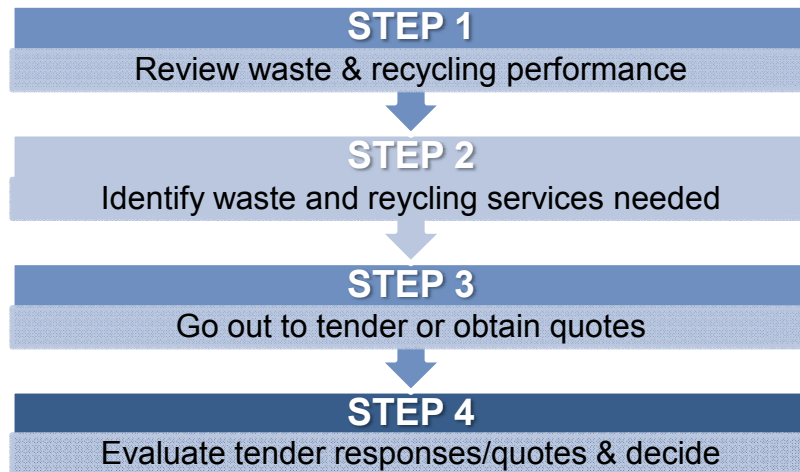 STEP 1
Review waste & recycling performance
STEP 2
Identify waste and reycling services needed
STEP 3
Go out to tender or obtain quotes
STEP 4
Evaluate tender responses/quotes & decide